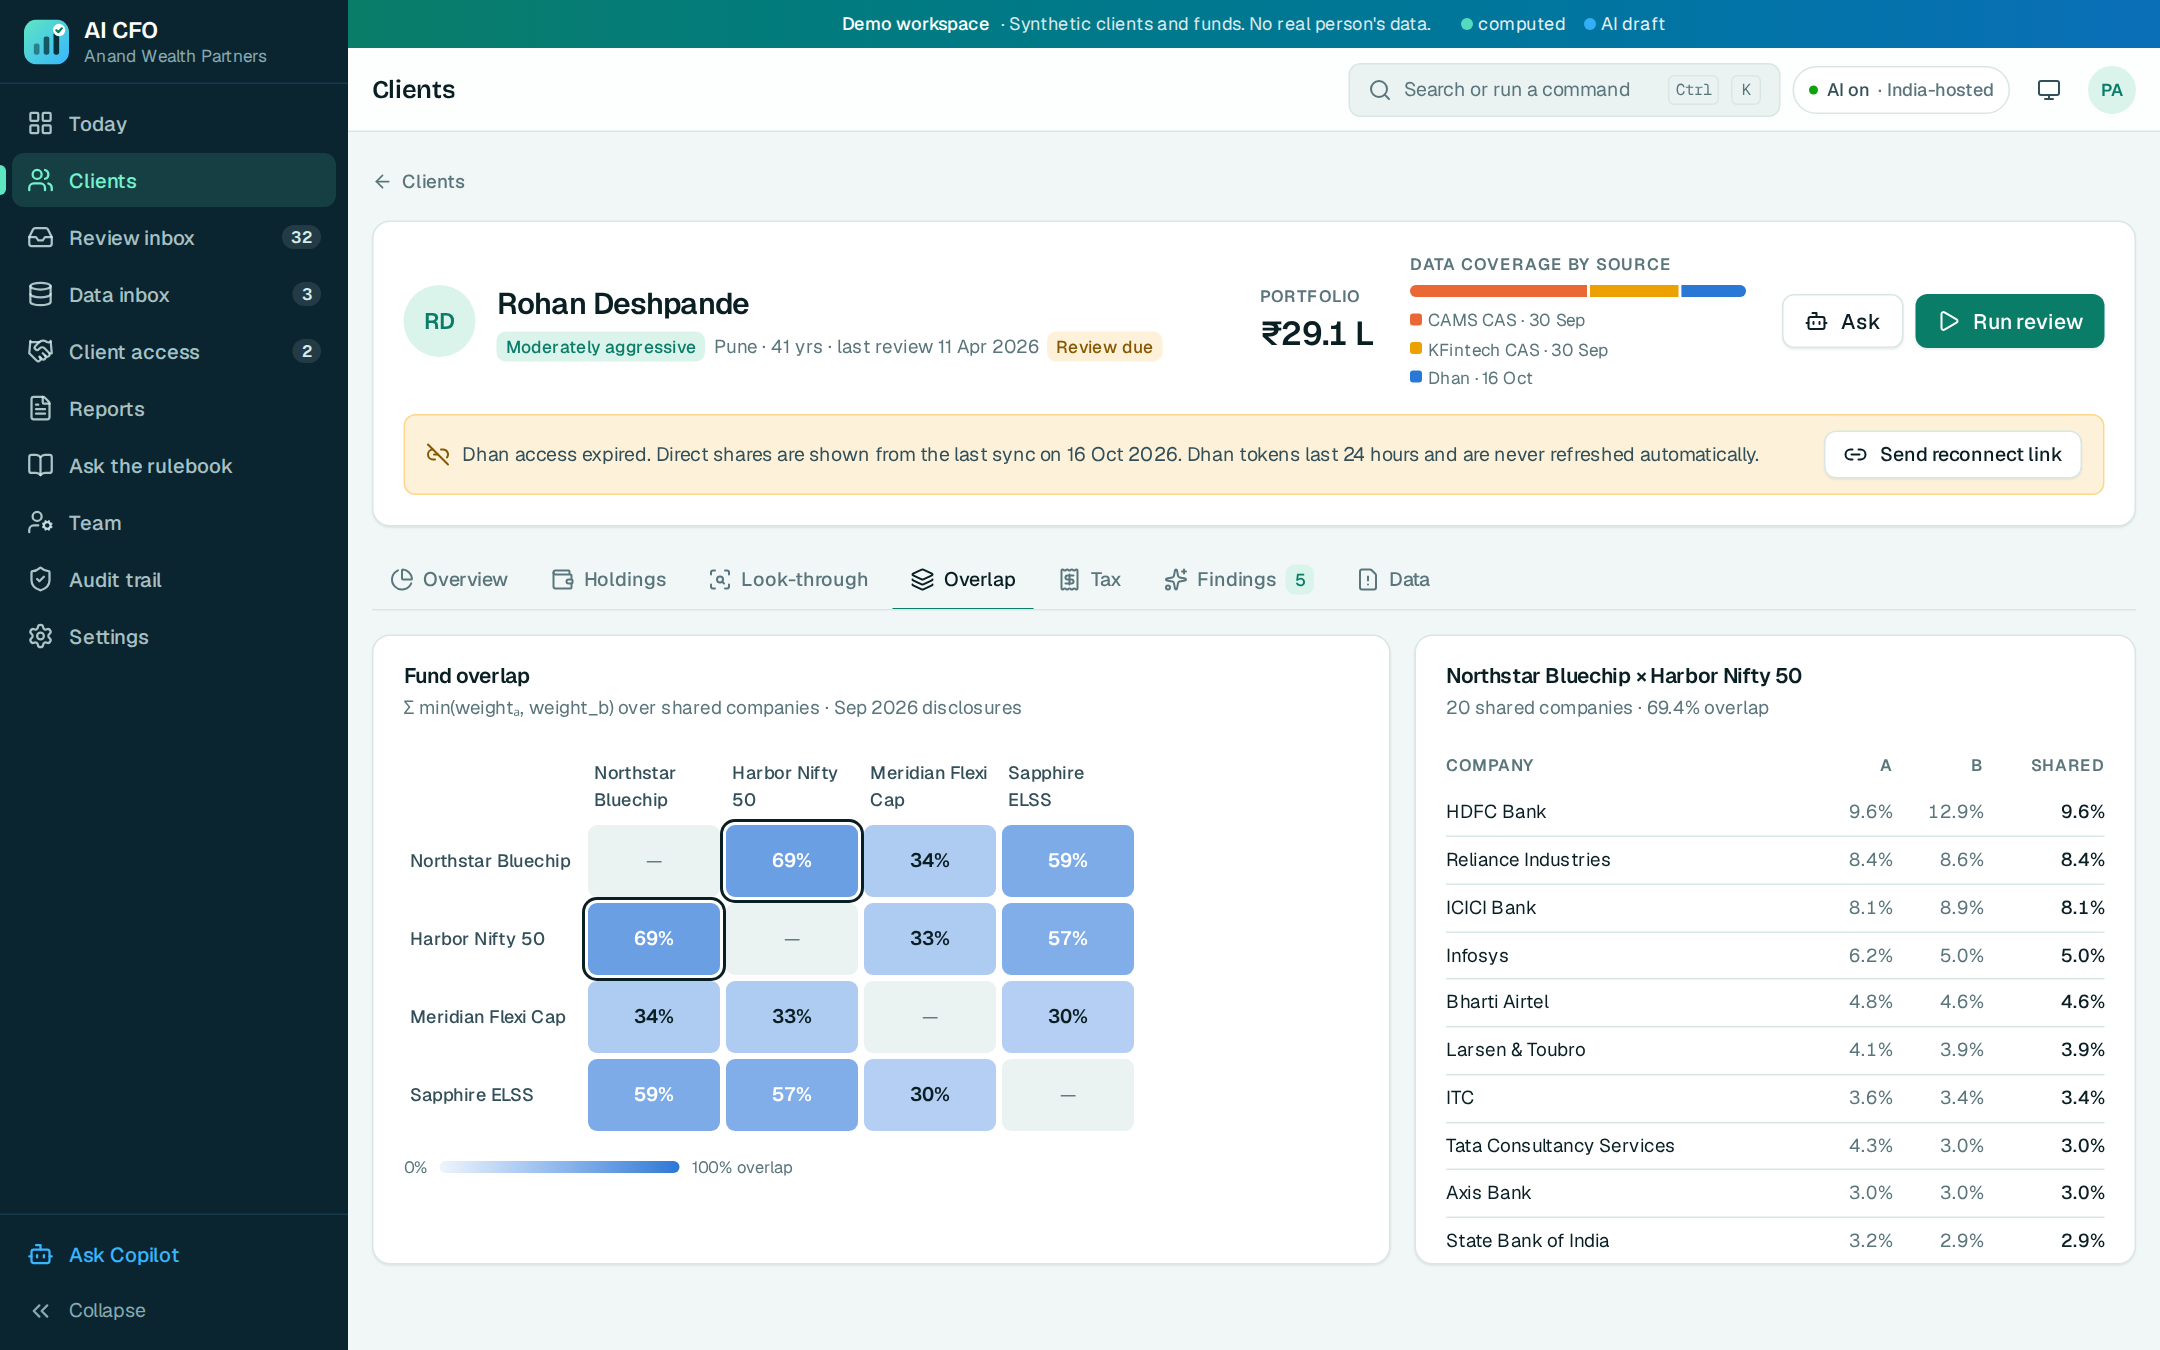 AI CFO
Anand Wealth Partners
Today
Clients
Review inbox 32
Data inbox 3
Client access 2
Reports
Ask the rulebook
Team
Audit trail
Settings
Ask Copilot
Collapse
Demo workspace · Synthetic clients and funds. No real person's data. computed AI draft
Clients
Search or run a command Ctrl K
AI on · India-hosted
PA
Clients
RD
Rohan Deshpande
Moderately aggressive Pune · 41 yrs · last review 11 Apr 2026 Review due
PORTFOLIO
₹29.1 L
DATA COVERAGE BY SOURCE
CAMS CAS · 30 Sep
KFintech CAS · 30 Sep
Dhan · 16 Oct
Ask
Run review
Dhan access expired. Direct shares are shown from the last sync on 16 Oct 2026. Dhan tokens last 24 hours and are never refreshed automatically.
Send reconnect link
Overview Holdings Look-through Overlap Tax Findings 5 Data
Fund overlap
Σ min(weightₐ, weight_b) over shared companies · Sep 2026 disclosures
Northstar Bluechip Harbor Nifty 50 Meridian Flexi Cap Sapphire ELSS
Northstar Bluechip — 69% 34% 59%
Harbor Nifty 50 69% — 33% 57%
Meridian Flexi Cap 34% 33% — 30%
Sapphire ELSS 59% 57% 30% —
0% 100% overlap
Northstar Bluechip × Harbor Nifty 50
20 shared companies · 69.4% overlap
COMPANY A B SHARED
HDFC Bank 9.6% 12.9% 9.6%
Reliance Industries 8.4% 8.6% 8.4%
ICICI Bank 8.1% 8.9% 8.1%
Infosys 6.2% 5.0% 5.0%
Bharti Airtel 4.8% 4.6% 4.6%
Larsen & Toubro 4.1% 3.9% 3.9%
ITC 3.6% 3.4% 3.4%
Tata Consultancy Services 4.3% 3.0% 3.0%
Axis Bank 3.0% 3.0% 3.0%
State Bank of India 3.2% 2.9% 2.9%